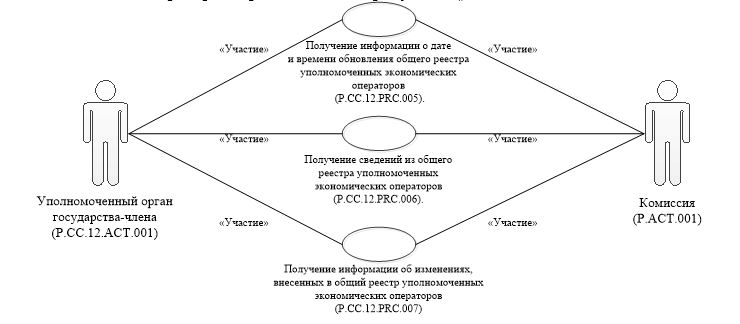 «Участие»
«Участие»
Получение информации о дате
и времени обновления общего реестра
уполномоченных экономических
операторов
(P.CC.12.PRC.005).
«Участие»
«Участие»
Получение сведений из общего
реестра уполномоченных
экономических операторов
(P.CC.12.PRC.006).
Уполномоченный орган
государства-члена
(P.CC.12.ACT.001)
Комиссия
(P.ACT.001)
«Участие»
«Участие»
Получение информации об изменениях,
внесенных в общий реестр уполномоченных
экономических операторов
(P.CC.12.PRC.007)